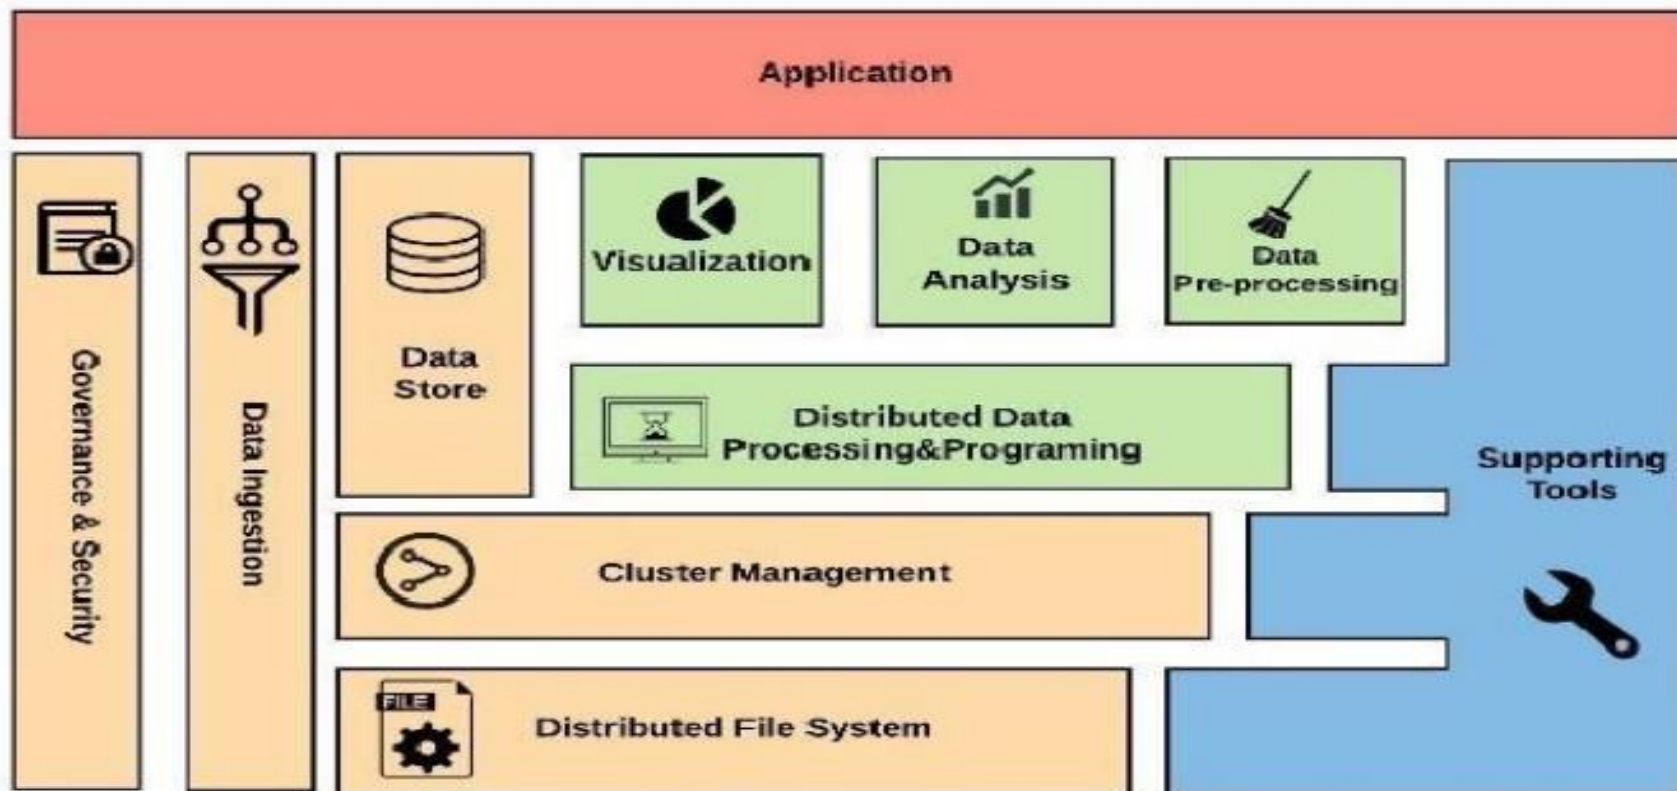 Application
Governance & Security
Data Ingestion
Data
Store
Visualization
Data
Analysis
Data
Pre-processing
Distributed Data
Processing&Programing
Supporting
Tools
Cluster Management
FILE
Distributed File System